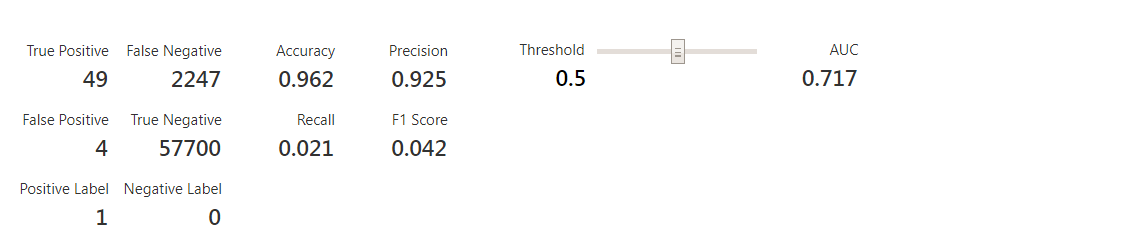 True Positive False Negative Accuracy Precision Threshold AUC
49 2247 0.962 0.925 0.5 0.717
False Positive True Negative Recall F1 Score
4 57700 0.021 0.042
Positive Label Negative Label
1 0